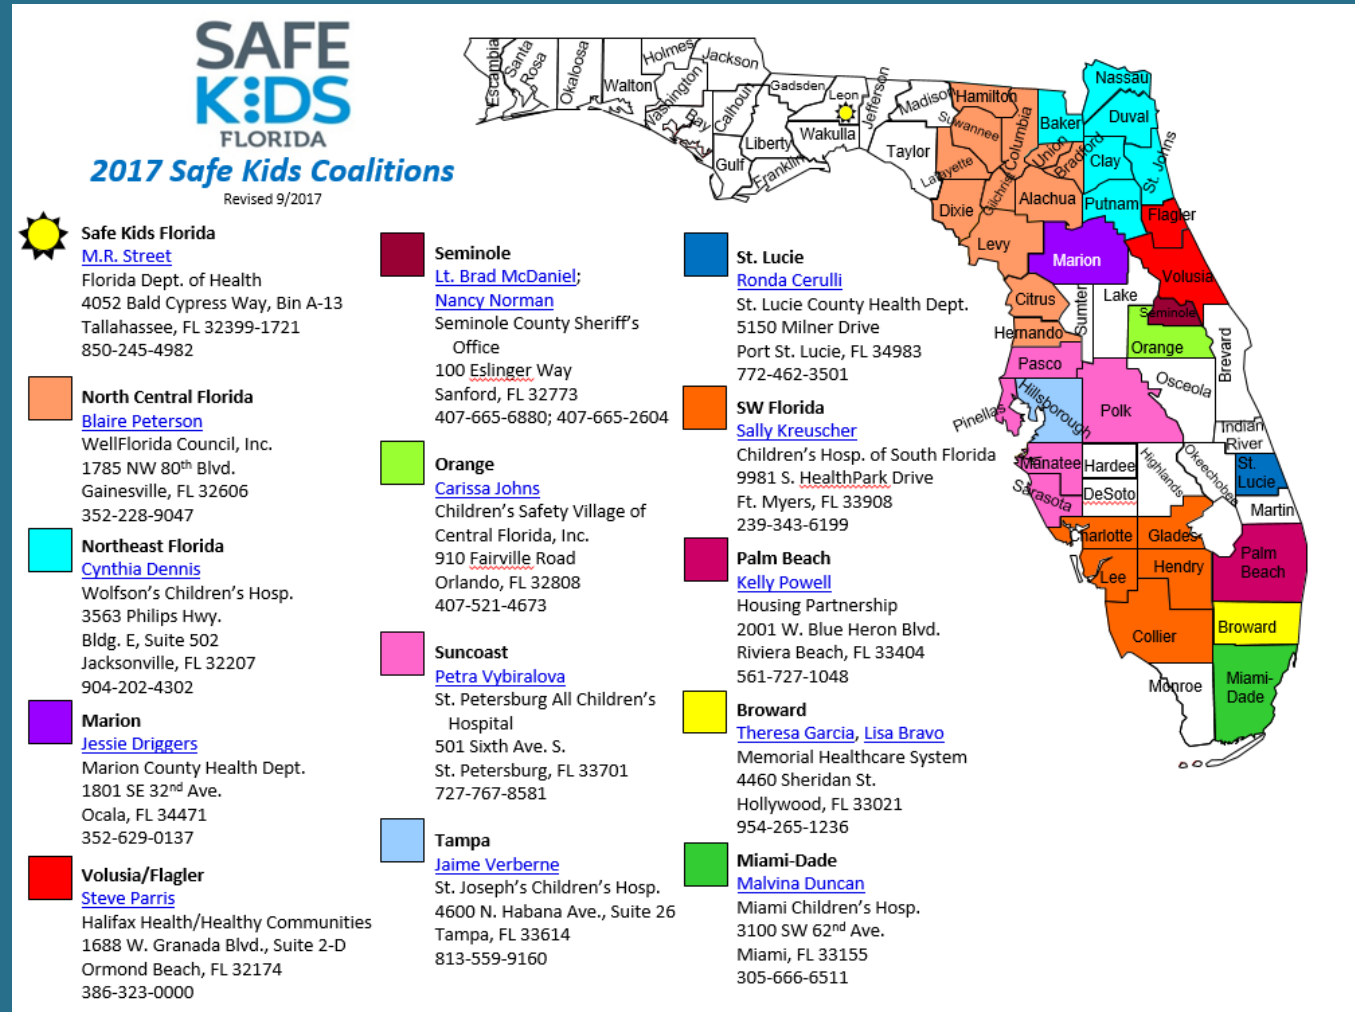 SAFE
KIDS
FLORIDA
2017 Safe Kids Coalitions
Revised 9/2017
Safe Kids Florida
M.R. Street
Florida Dept. of Health
4052 Bald Cypress Way, Bin A-13
Tallahassee, FL 32399-1721
850-245-4982
North Central Florida
Blaire Peterson
WellFlorida Council, Inc.
1785 NW 80th Blvd.
Gainesville, FL 32606
352-228-9047
Northeast Florida
Cynthia Dennis
Wolfson's Children's Hosp.
3563 Philips Hwy.
Bldg. E, Suite 502
Jacksonville, FL 32207
904-202-4302
Marion
Jessie Driggers
Marion County Health Dept.
1801 SE 32nd Ave.
Ocala, FL 34471
352-629-0137
Volusia/Flagler
Steve Parris
Halifax Health/Healthy Communities
1688 W. Granada Blvd., Suite 2-D
Ormond Beach, FL 32174
386-323-0000
Seminole
Lt. Brad McDaniel;
Nancy Norman
Seminole County Sheriff's
Office
100 Eslinger Way
Sanford, FL 32773
407-665-6880; 407-665-2604
Orange
Carissa Johns
Children's Safety Village of
Central Florida, Inc.
910 Fairville Road
Orlando, FL 32808
407-521-4673
Suncoast
Petra Vybiralova
St. Petersburg All Children's
Hospital
501 Sixth Ave. S.
St. Petersburg, FL 33701
727-767-8581
Tampa
Jaime Verberne
St. Joseph's Children's Hosp.
4600 N. Habana Ave., Suite 26
Tampa, FL 33614
813-559-9160
St. Lucie
Ronda Cerulli
St. Lucie County Health Dept.
5150 Milner Drive
Port St. Lucie, FL 34983
772-462-3501
SW Florida
Sally Kreuscher
Children's Hosp. of South Florida
9981 S. HealthPark Drive
Ft. Myers, FL 33908
239-343-6199
Palm Beach
Kelly Powell
Housing Partnership
2001 W. Blue Heron Blvd.
Riviera Beach, FL 33404
561-727-1048
Broward
Theresa Garcia, Lisa Bravo
Memorial Healthcare System
4460 Sheridan St.
Hollywood, FL 33021
954-265-1236
Miami-Dade
Malvina Duncan
Miami Children's Hosp.
3100 SW 62nd Ave.
Miami, FL 33155
305-666-6511
Escambia
Santa
Rosa
Okaloosa
Walton
Holmes
Jackson
Washington
Bay
Calhoun
Gulf
Liberty
Gadsden
Franklin
Leon
Wakulla
Jefferson
Madison
Taylor
Hamilton
Suwannee
Lafayette
Columbia
Dixie
Gilchrist
Union
Bradford
Baker
Nassau
Duval
Clay
St. Johns
Putnam
Alachua
Levy
Marion
Flagler
Volusia
Citrus
Sumter
Lake
Seminole
Hernando
Orange
Brevard
Pasco
Osceola
Pinellas
Hillsborough
Polk
Indian
River
Manatee
Hardee
Highlands
Okeechobee
St.
Lucie
Sarasota
DeSoto
Martin
Charlotte
Glades
Lee
Hendry
Palm
Beach
Collier
Broward
Monroe
Miami-
Dade